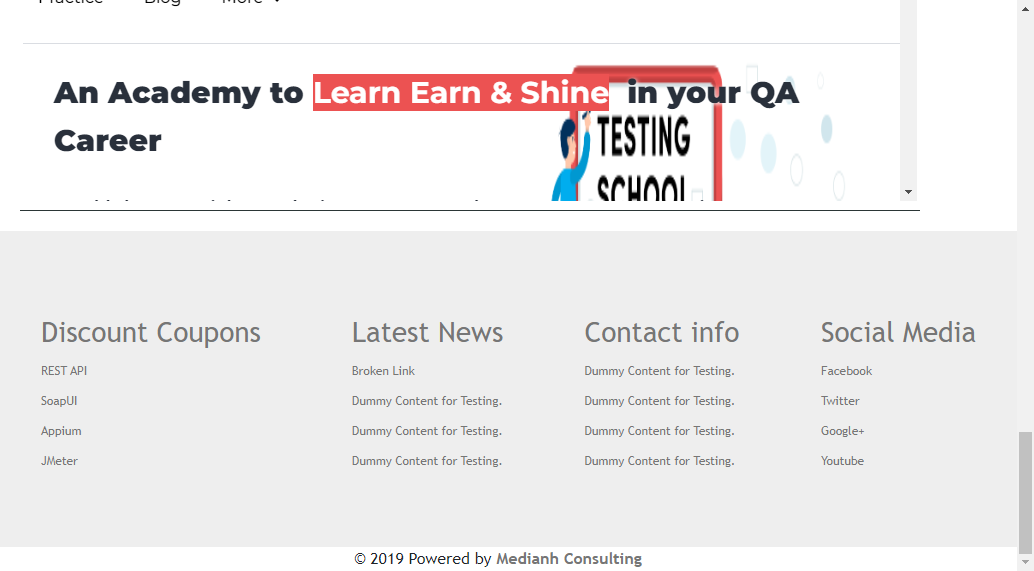 Practice Blog More
An Academy to Learn Earn & Shine in your QA
Career
TESTING
SCHOOL
Discount Coupons
REST API
SoapUI
Appium
JMeter
Latest News
Broken Link
Dummy Content for Testing.
Dummy Content for Testing.
Dummy Content for Testing.
Contact info
Dummy Content for Testing.
Dummy Content for Testing.
Dummy Content for Testing.
Dummy Content for Testing.
Social Media
Facebook
Twitter
Google+
Youtube
© 2019 Powered by Medianh Consulting